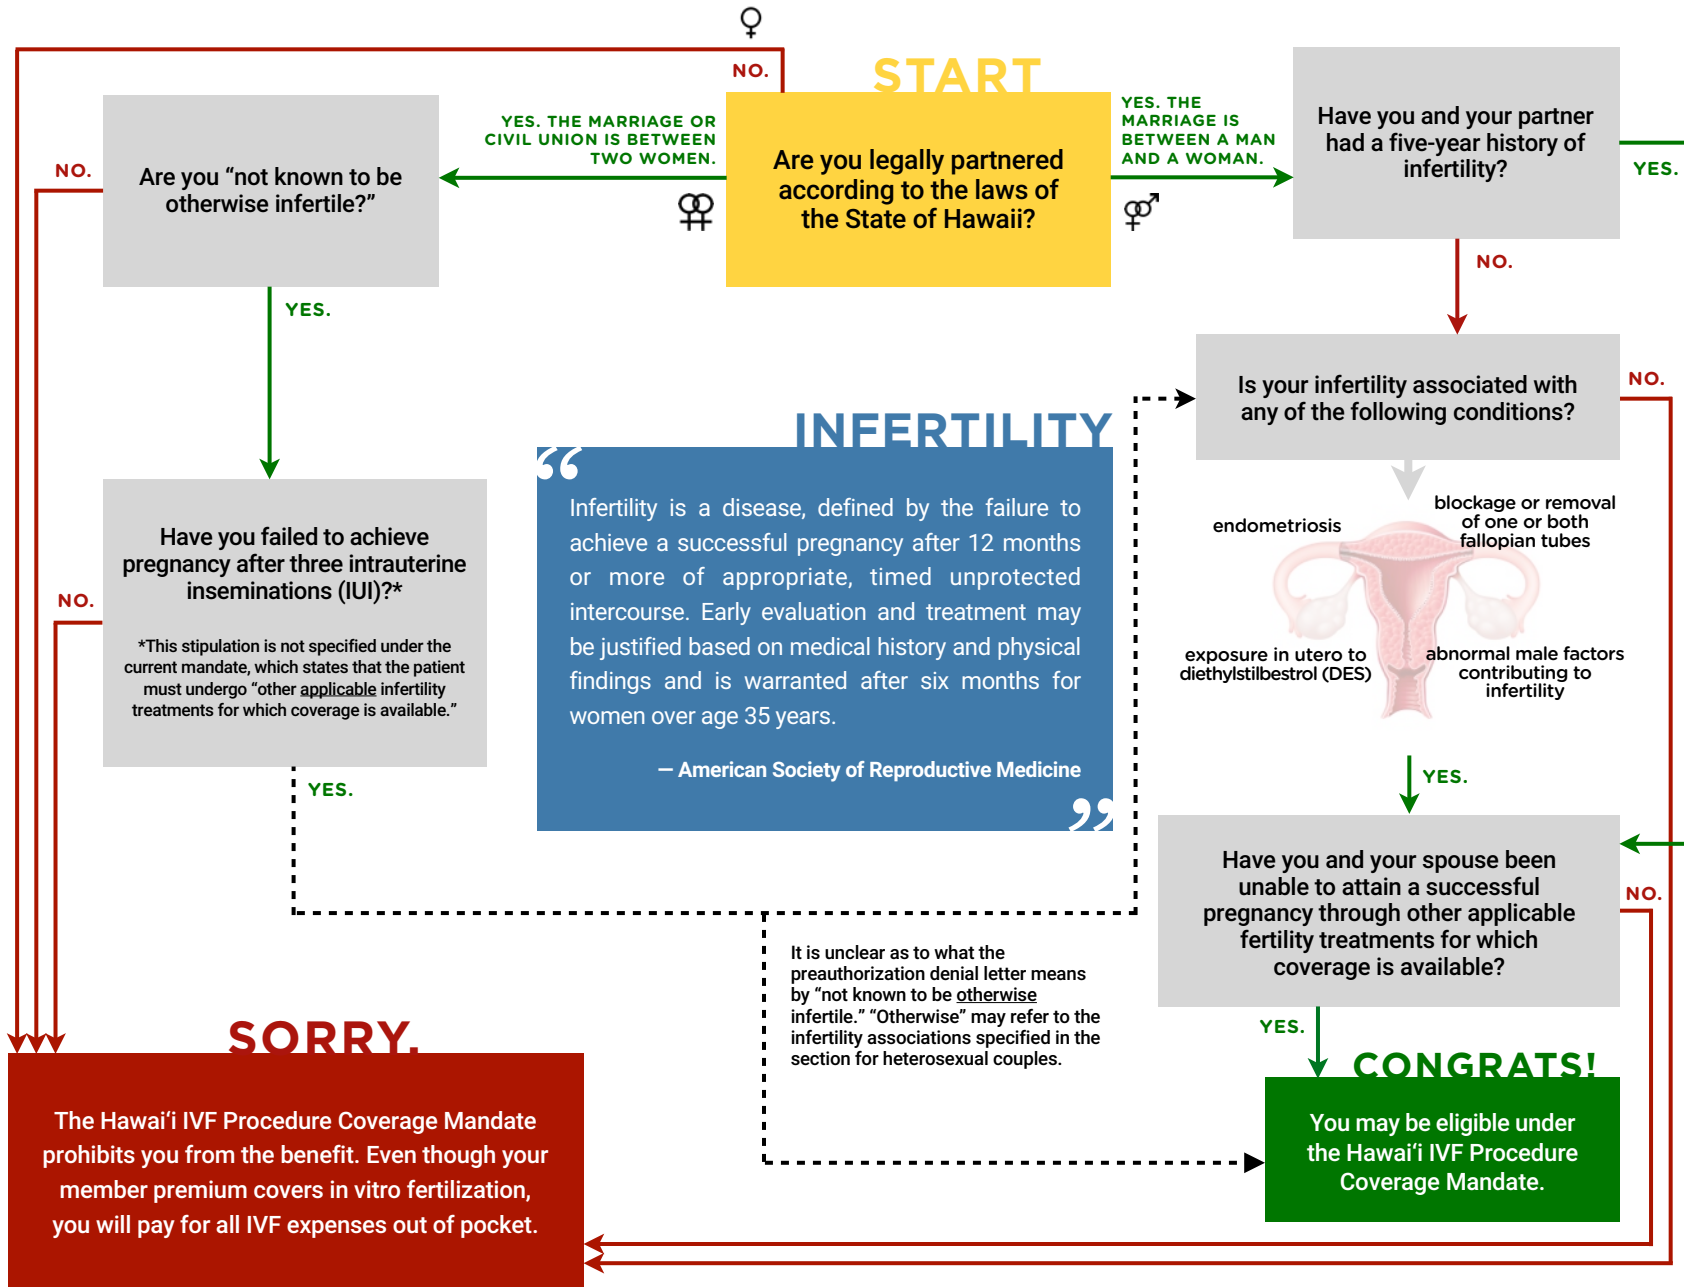 START
NO.
YES. THE MARRIAGE OR
CIVIL UNION IS BETWEEN
TWO WOMEN.
YES. THE
MARRIAGE IS
BETWEEN A MAN
AND A WOMAN.
Are you legally partnered
according to the laws of
the State of Hawaii?
Are you “not known to be
otherwise infertile?”
NO.
YES.
Have you and your partner
had a five-year history of
infertility?
YES.
NO.
Is your infertility associated with
any of the following conditions?
NO.
endometriosis
blockage or removal
of one or both
fallopian tubes
exposure in utero to
diethylstilbestrol (DES)
abnormal male factors
contributing to
infertility
YES.
INFERTILITY
“
Infertility is a disease, defined by the failure to
achieve a successful pregnancy after 12 months
or more of appropriate, timed unprotected
intercourse. Early evaluation and treatment may
be justified based on medical history and physical
findings and is warranted after six months for
women over age 35 years.
— American Society of Reproductive Medicine
”
Have you failed to achieve
pregnancy after three intrauterine
inseminations (IUI)?*
*This stipulation is not specified under the
current mandate, which states that the patient
must undergo “other applicable infertility
treatments for which coverage is available.”
NO.
YES.
Have you and your spouse been
unable to attain a successful
pregnancy through other applicable
fertility treatments for which
coverage is available?
NO.
YES.
It is unclear as to what the
preauthorization denial letter means
by “not known to be otherwise
infertile.” “Otherwise” may refer to the
infertility associations specified in the
section for heterosexual couples.
SORRY.
The Hawai‘i IVF Procedure Coverage Mandate
prohibits you from the benefit. Even though your
member premium covers in vitro fertilization,
you will pay for all IVF expenses out of pocket.
CONGRATS!
You may be eligible under
the Hawai‘i IVF Procedure
Coverage Mandate.